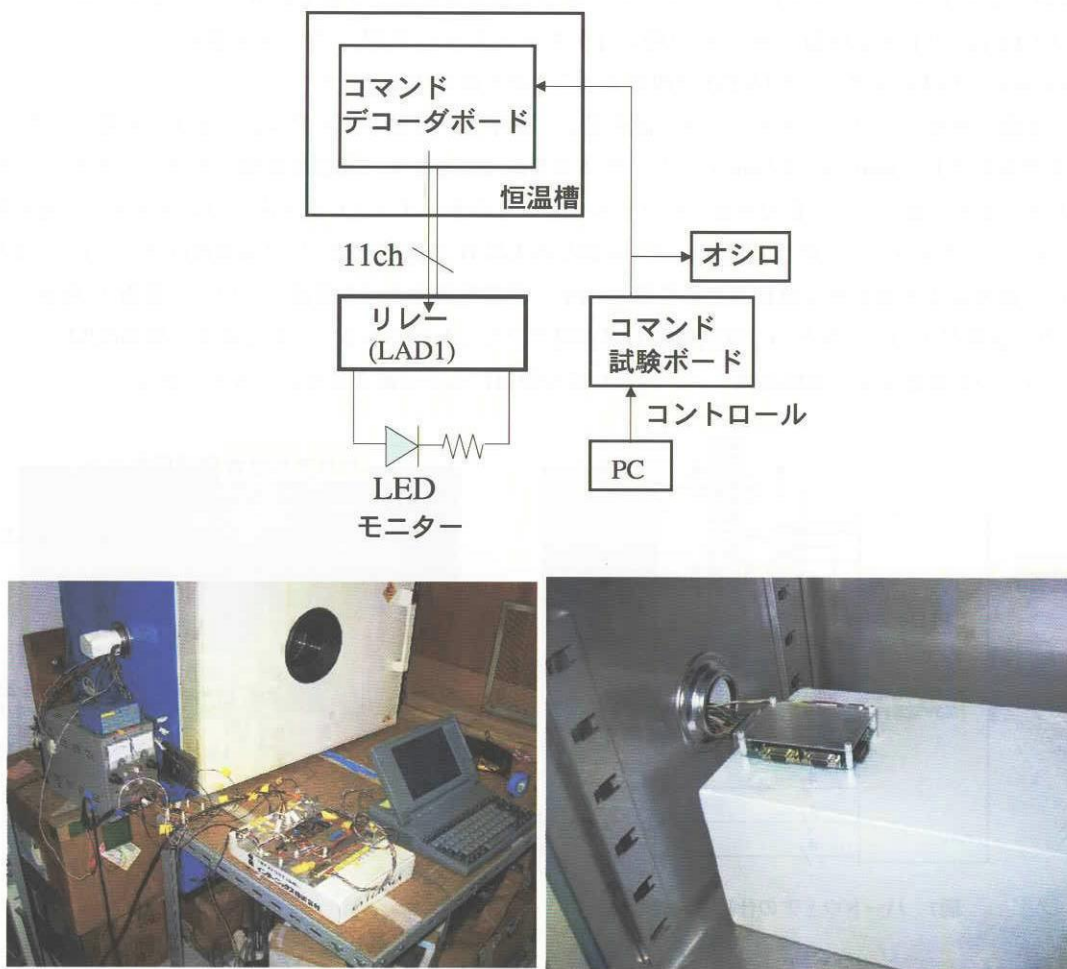 コマンド
デコーダボード
恒温槽
11ch
オシロ
リレー
(LAD1)
コマンド
試験ボード
コントロール
PC
LED
モニター